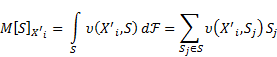 M[S]_{X'_i} = ∫_S υ(X'_i, S) dℱ = ∑_{S_j∈S} υ(X'_i, S_j) S_j